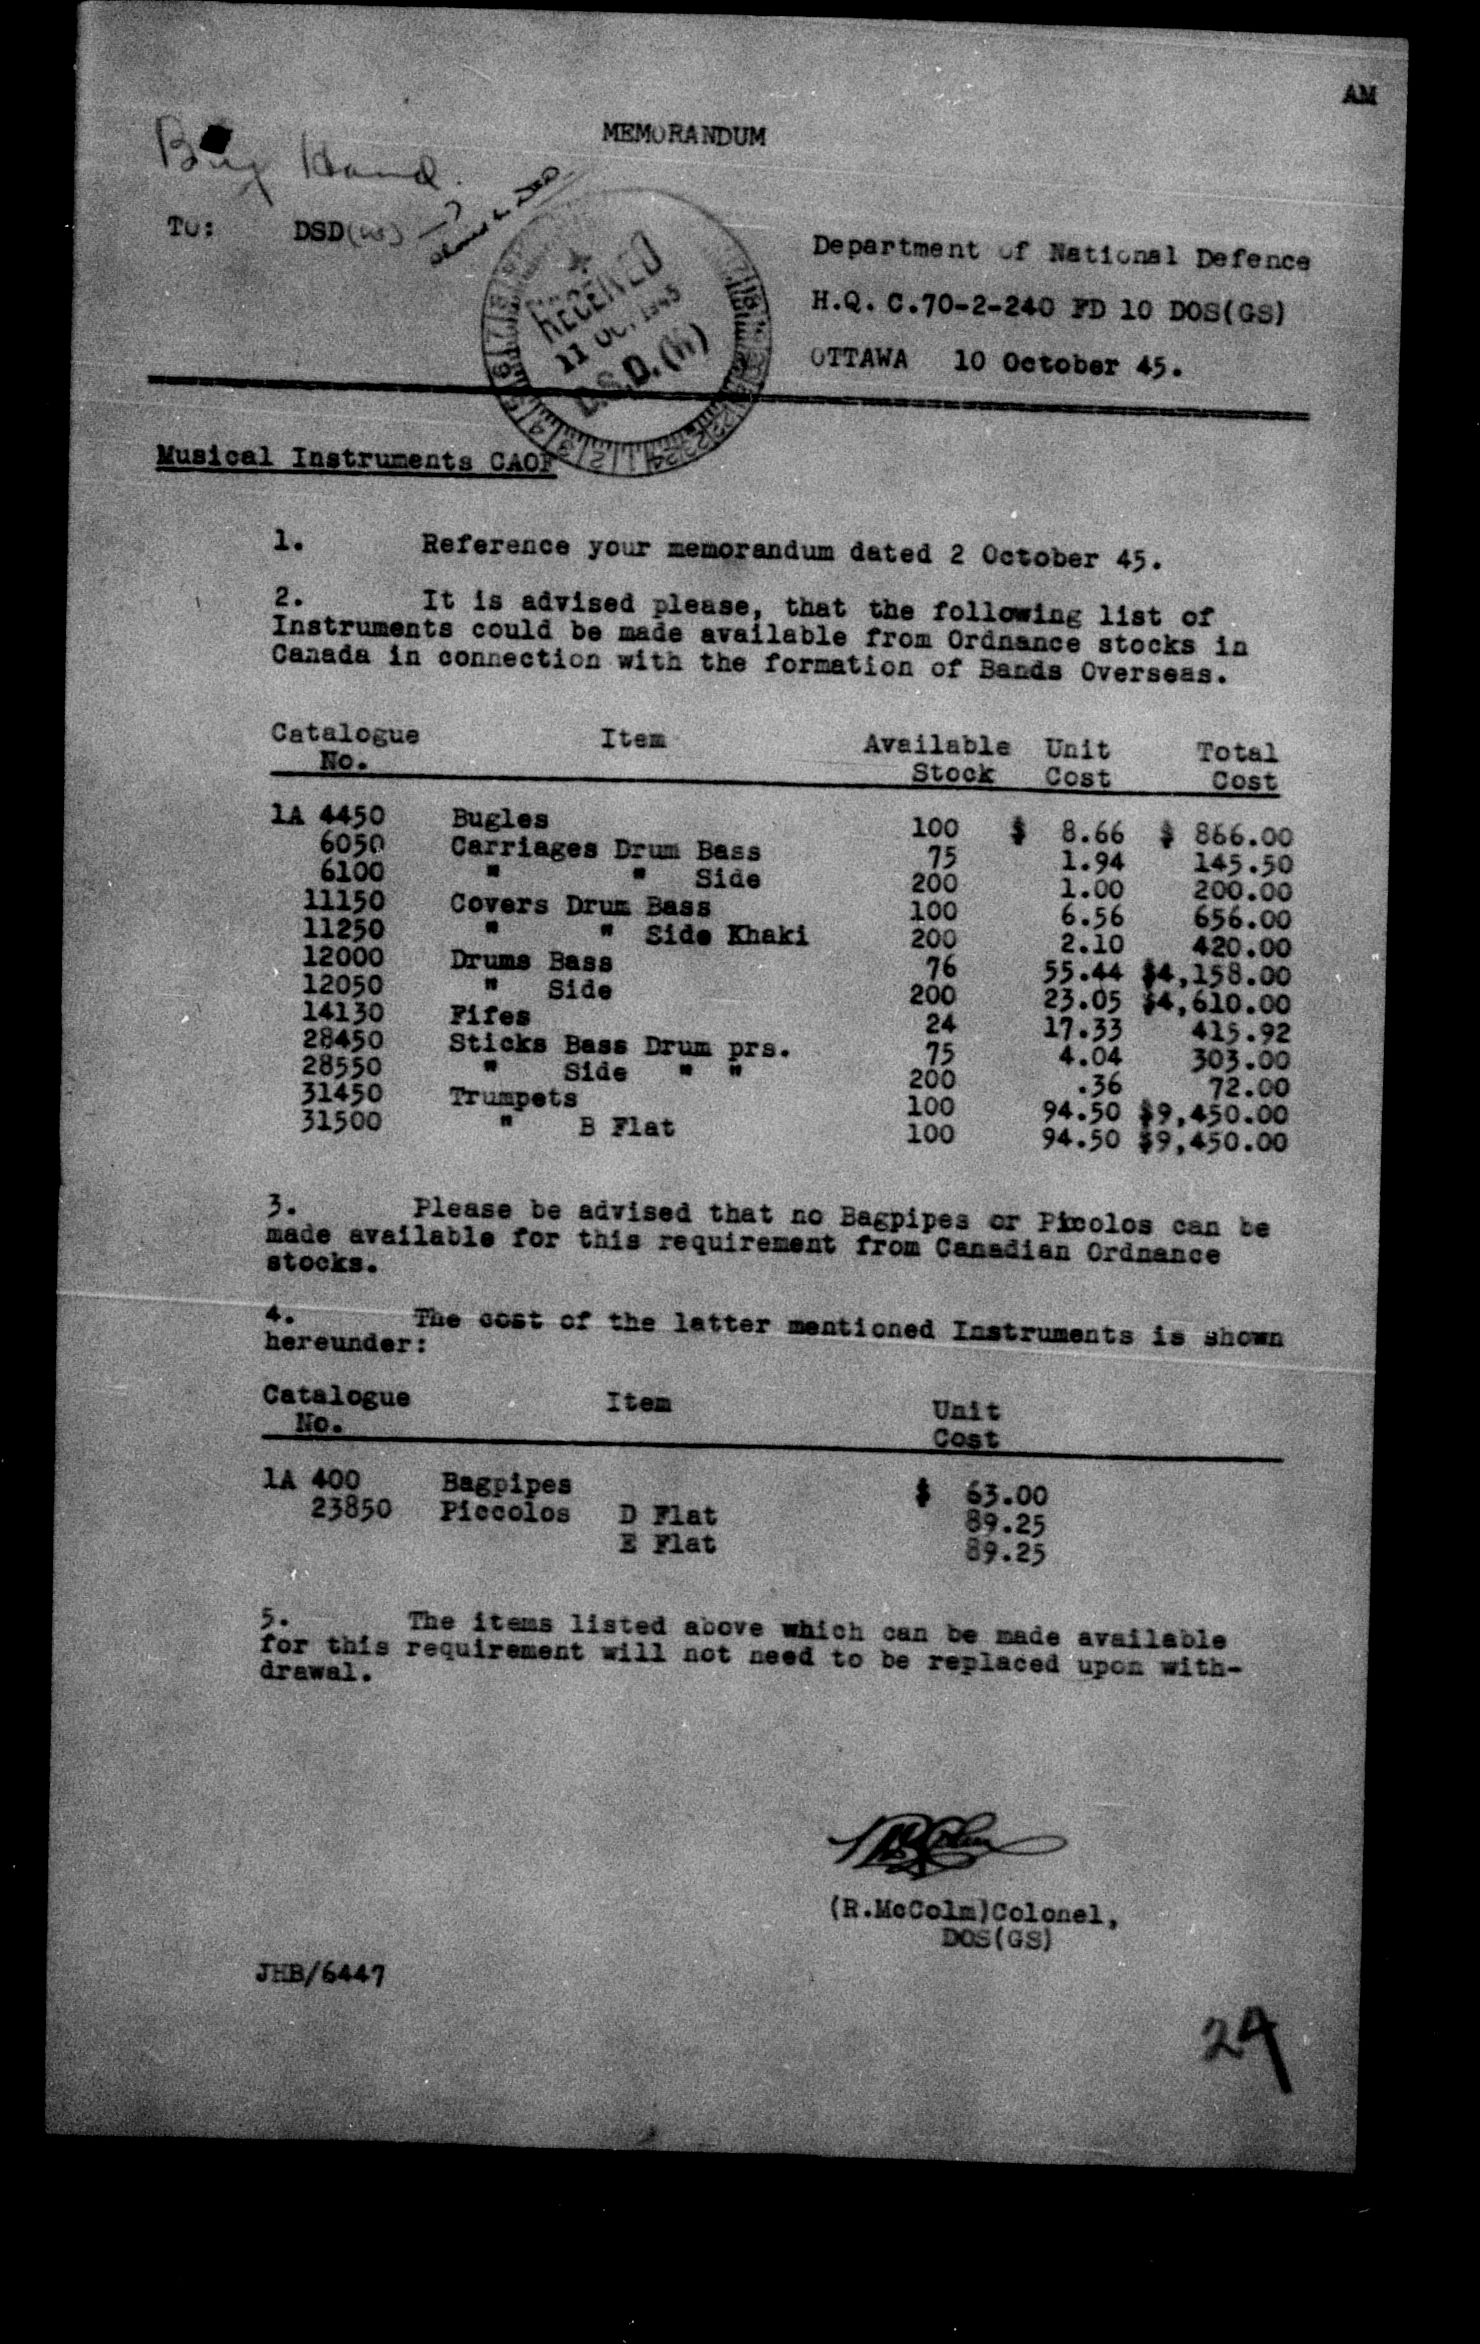 AM
MEMORANDUM
Brig Hand.
To: DSD(W)
Department of National Defence
H.Q. C.70-2-240 FD 10 DOS(GS)
OTTAWA 10 October 45.
RECEIVED
11 OCT 1945
D.S.D.(W)
Musical Instruments CAOF
1. Reference your memorandum dated 2 October 45.
2. It is advised please, that the following list of
Instruments could be made available from Ordnance stocks in
Canada in connection with the formation of Bands Overseas.
Catalogue Item Available Unit Total
No. Stock Cost Cost
1A 4450 Bugles 100 $ 8.66 $ 866.00
6050 Carriages Drum Bass 75 1.94 145.50
6100 " " Side 200 1.00 200.00
11150 Covers Drum Bass 100 6.56 656.00
11250 " " Side Khaki 200 2.10 420.00
12000 Drums Bass 76 55.44 $4,158.00
12050 " Side 200 23.05 $4,610.00
14130 Fifes 24 17.33 415.92
28450 Sticks Bass Drum prs. 75 4.04 303.00
28550 " Side " " 200 .36 72.00
31450 Trumpets 100 94.50 $9,450.00
31500 " B Flat 100 94.50 $9,450.00
3. Please be advised that no Bagpipes or Picolos can be
made available for this requirement from Canadian Ordnance
stocks.
4. The cost of the latter mentioned Instruments is shown
hereunder:
Catalogue Item Unit
No. Cost
1A 400 Bagpipes $ 63.00
23850 Piccolos D Flat 89.25
E Flat 89.25
5. The items listed above which can be made available
for this requirement will not need to be replaced upon with-
drawal.
(R.McColm)Colonel,
DOS(GS)
JHB/6447
24